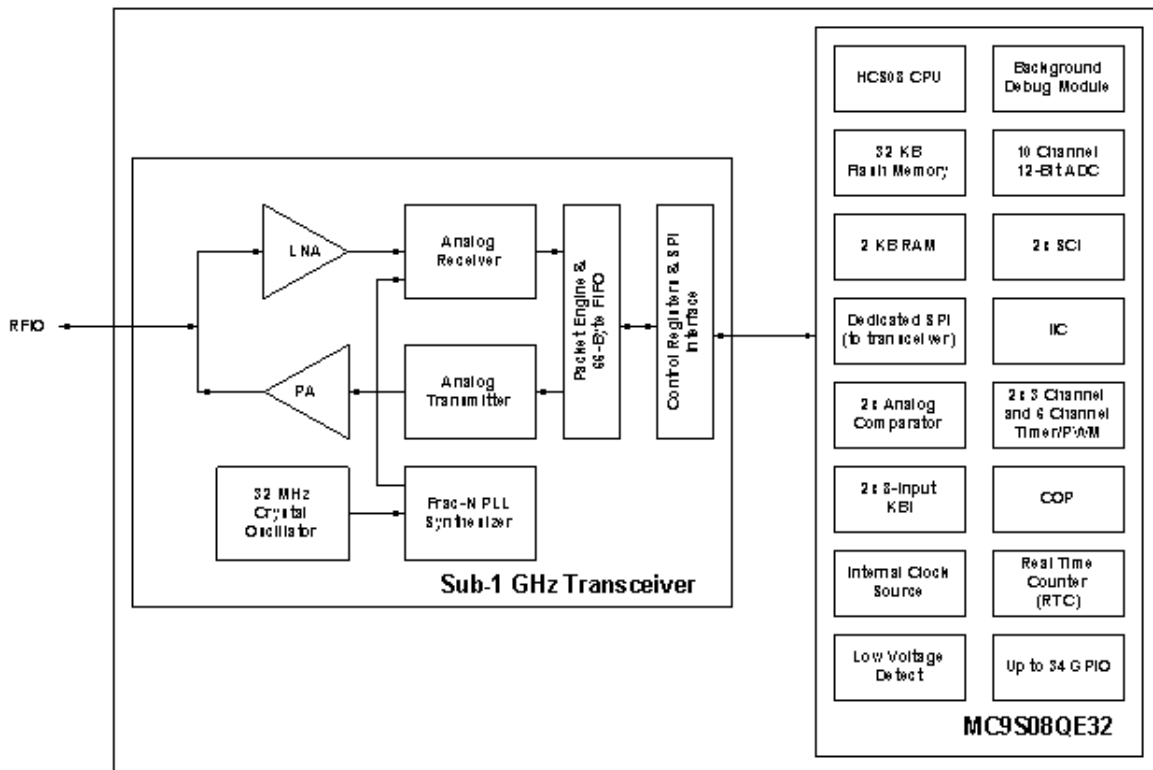 HCS08 CPU
Background
Debug Module
32 KB
Flash Memory
10 Channel
12-Bit ADC
LNA
Analog
Receiver
Packet Engine &
66-Byte FIFO
Control Registers & SPI
Interface
2 KB RAM
2x SCI
RFIO
Dedicated SPI
(to transceiver)
IIC
PA
Analog
Transmitter
2x Analog
Comparator
2x 3 Channel
and 6 Channel
Timer/PWM
32 MHz
Crystal
Oscillator
Frac-N PLL
Synthesizer
2x 8-Input
KBI
COP
Sub-1 GHz Transceiver
Internal Clock
Source
Real Time
Counter
(RTC)
Low Voltage
Detect
Up to 34 GPIO
MC9S08QE32